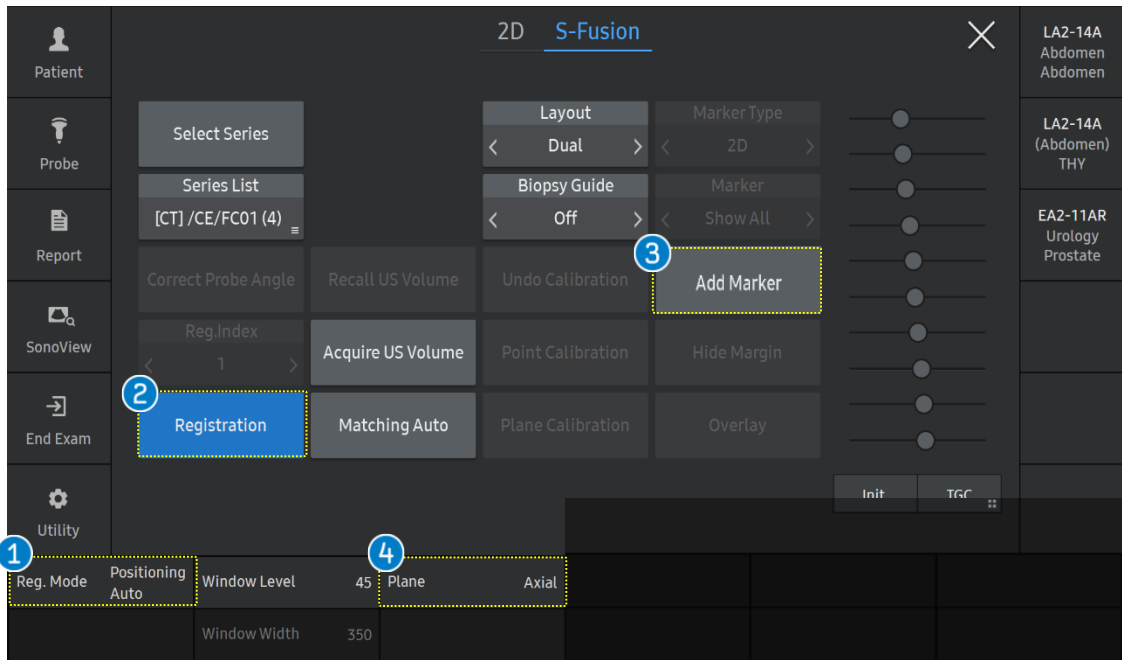 2D S-Fusion
Patient
Probe
Report
SonoView
End Exam
Utility
Select Series
Layout
Dual
Marker Type
2D
Series List
[CT] /CE/FC01 (4)
Biopsy Guide
Off
Marker
Show All
3
Correct Probe Angle
Recall US Volume
Undo Calibration
Add Marker
Reg.Index
1
Acquire US Volume
Point Calibration
Hide Margin
2
Registration
Matching Auto
Plane Calibration
Overlay
Init
TGC
LA2-14A
Abdomen
Abdomen
LA2-14A
(Abdomen)
THY
EA2-11AR
Urology
Prostate
1
Reg. Mode
Positioning
Auto
Window Level 45
4
Plane Axial
Window Width 350